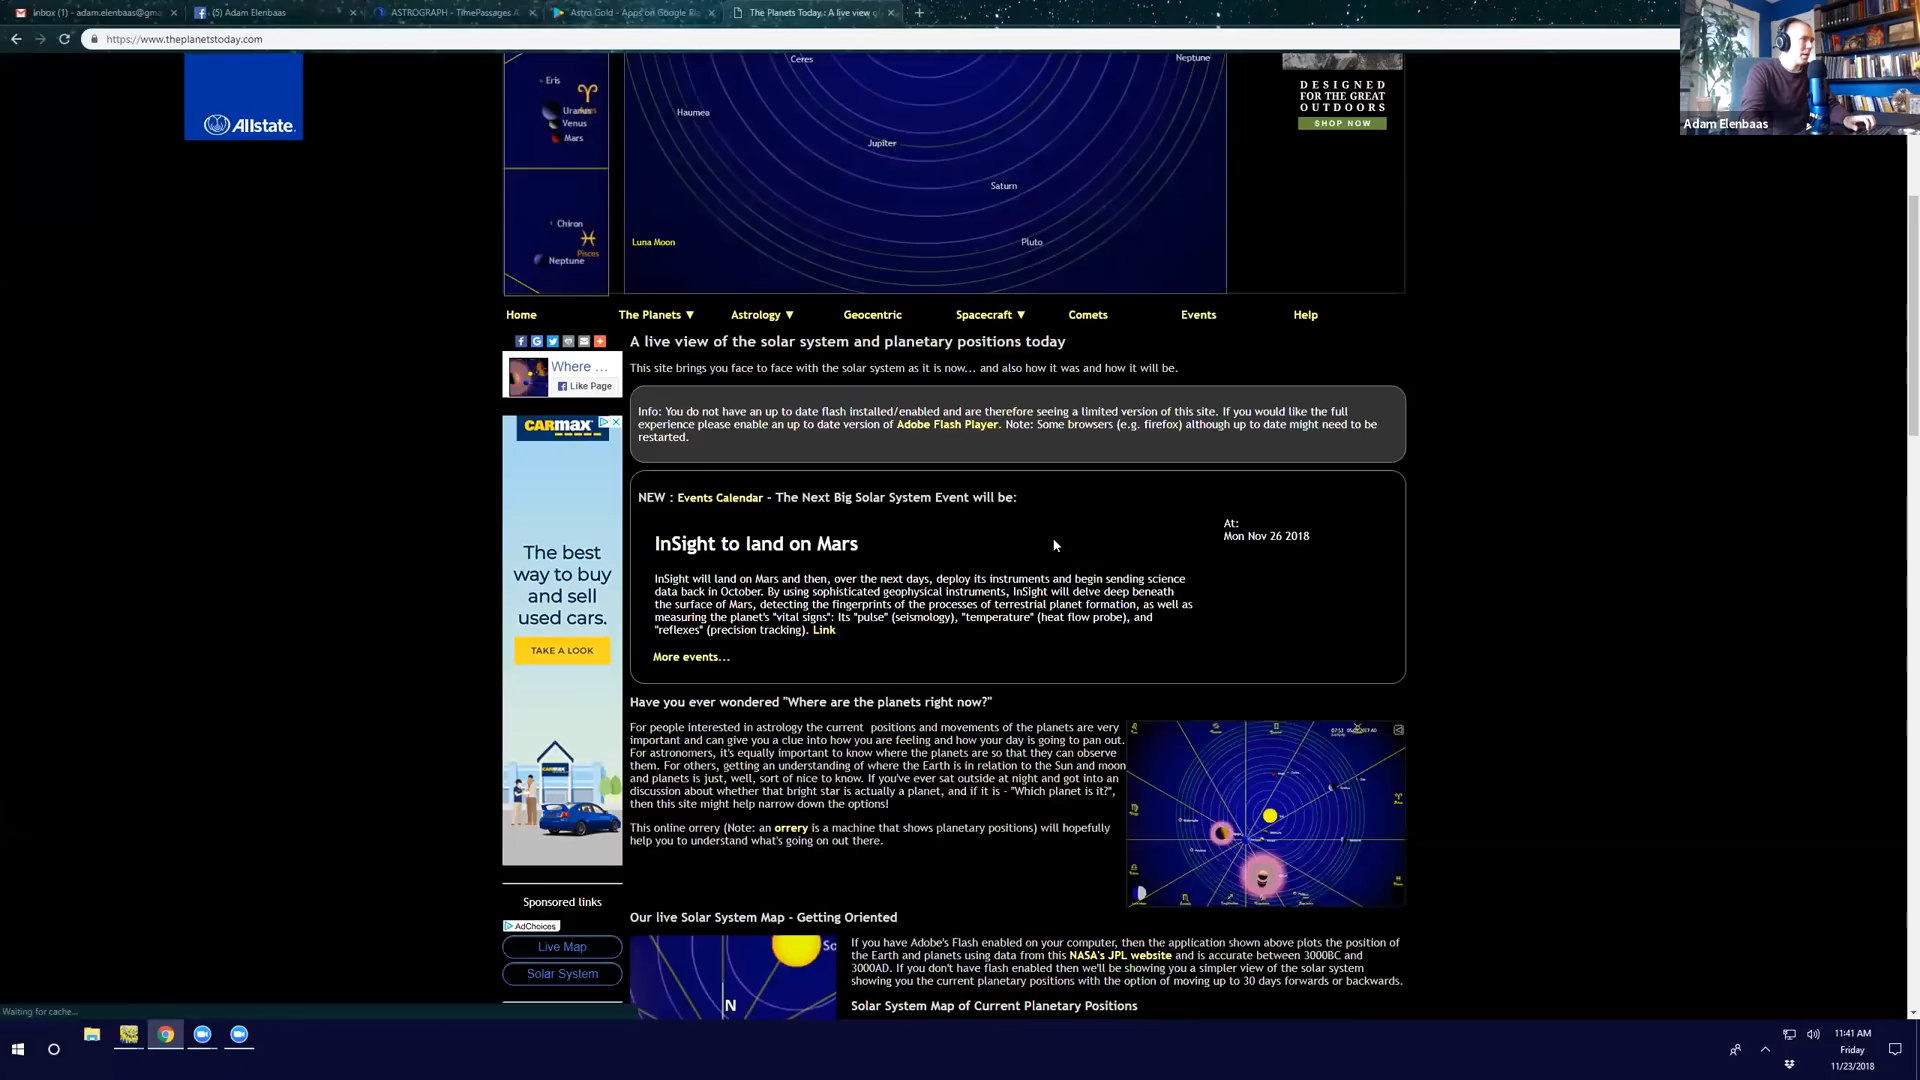 Inbox (1) - adam.elenbaas@gma
(5) Adam Elenbaas
ASTROGRAPH - TimePassages A
Astro Gold - Apps on Google
The Planets Today : A live view
https://www.theplanetstoday.com
Adam Elenbaas
Allstate.
Eris
Uranus
Venus
Mars
Chiron
Pisces
Neptune
Ceres
Neptune
Haumea
Jupiter
Saturn
Luna Moon
Pluto
DESIGNED
FOR THE GREAT
OUTDOORS
SHOP NOW
Home
The Planets ▼
Astrology ▼
Geocentric
Spacecraft ▼
Comets
Events
Help
Where ...
Like Page
A live view of the solar system and planetary positions today
This site brings you face to face with the solar system as it is now... and also how it was and how it will be.
Info: You do not have an up to date flash installed/enabled and are therefore seeing a limited version of this site. If you would like the full
experience please enable an up to date version of Adobe Flash Player. Note: Some browsers (e.g. firefox) although up to date might need to be
restarted.
NEW : Events Calendar - The Next Big Solar System Event will be:
At:
Mon Nov 26 2018
InSight to land on Mars
InSight will land on Mars and then, over the next days, deploy its instruments and begin sending science
data back in October. By using sophisticated geophysical instruments, InSight will delve deep beneath
the surface of Mars, detecting the fingerprints of the processes of terrestrial planet formation, as well as
measuring the planet's "vital signs": Its "pulse" (seismology), "temperature" (heat flow probe), and
"reflexes" (precision tracking). Link
More events...
CARMAX
The best
way to buy
and sell
used cars.
TAKE A LOOK
Have you ever wondered "Where are the planets right now?"
For people interested in astrology the current positions and movements of the planets are very
important and can give you a clue into how you are feeling and how your day is going to pan out.
For astronomers, it's equally important to know where the planets are so that they can observe
them. For others, getting an understanding of where the Earth is in relation to the Sun and moon
and planets is just, well, sort of nice to know. If you've ever sat outside at night and got into an
discussion about whether that bright star is actually a planet, and if it is - "Which planet is it?",
then this site might help narrow down the options!
This online orrery (Note: an orrery is a machine that shows planetary positions) will hopefully
help you to understand what's going on out there.
Sponsored links
AdChoices
Live Map
Solar System
Our live Solar System Map - Getting Oriented
So
N
If you have Adobe's Flash enabled on your computer, then the application shown above plots the position of
the Earth and planets using data from this NASA's JPL website and is accurate between 3000BC and
3000AD. If you don't have flash enabled then we'll be showing you a simpler view of the solar system
showing you the current planetary positions with the option of moving up to 30 days forwards or backwards.
Solar System Map of Current Planetary Positions
Waiting for cache...
11:41 AM
Friday
11/23/2018